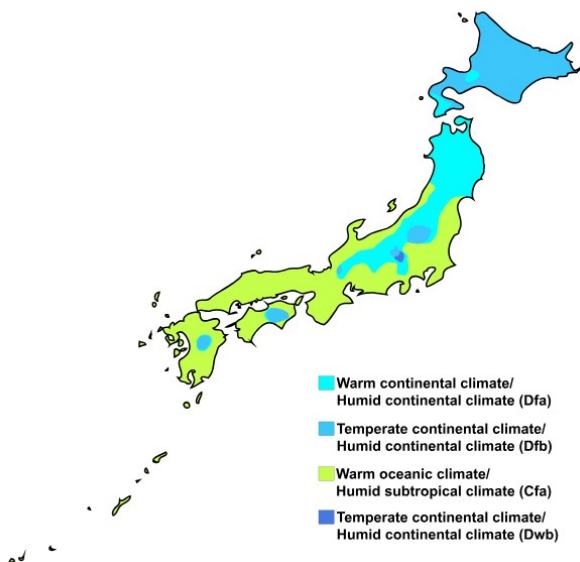 Warm continental climate/
Humid continental climate (Dfa)
Temperate continental climate/
Humid continental climate (Dfb)
Warm oceanic climate/
Humid subtropical climate (Cfa)
Temperate continental climate/
Humid continental climate (Dwb)